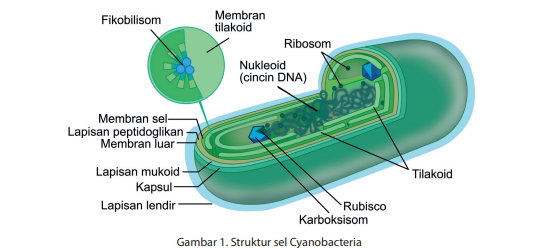 Fikobilisom
Membran
tilakoid
Ribosom
Nukleoid
(cincin DNA)
Membran sel
Lapisan peptidoglikan
Membran luar
Lapisan mukoid
Kapsul
Lapisan lendir
Tilakoid
Rubisco
Karboksisom
Gambar 1. Struktur sel Cyanobacteria